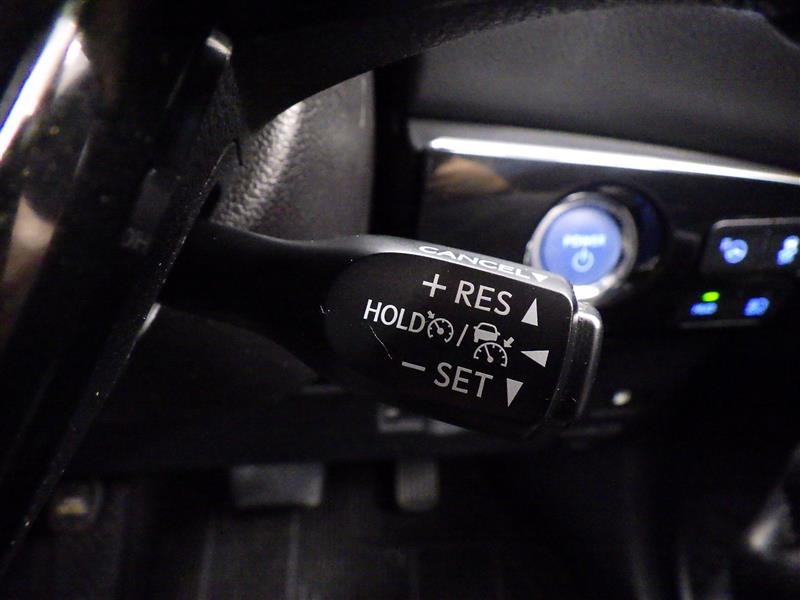 CANCEL▼
+ RES ▲
HOLD /
◀
− SET ▼
POWER